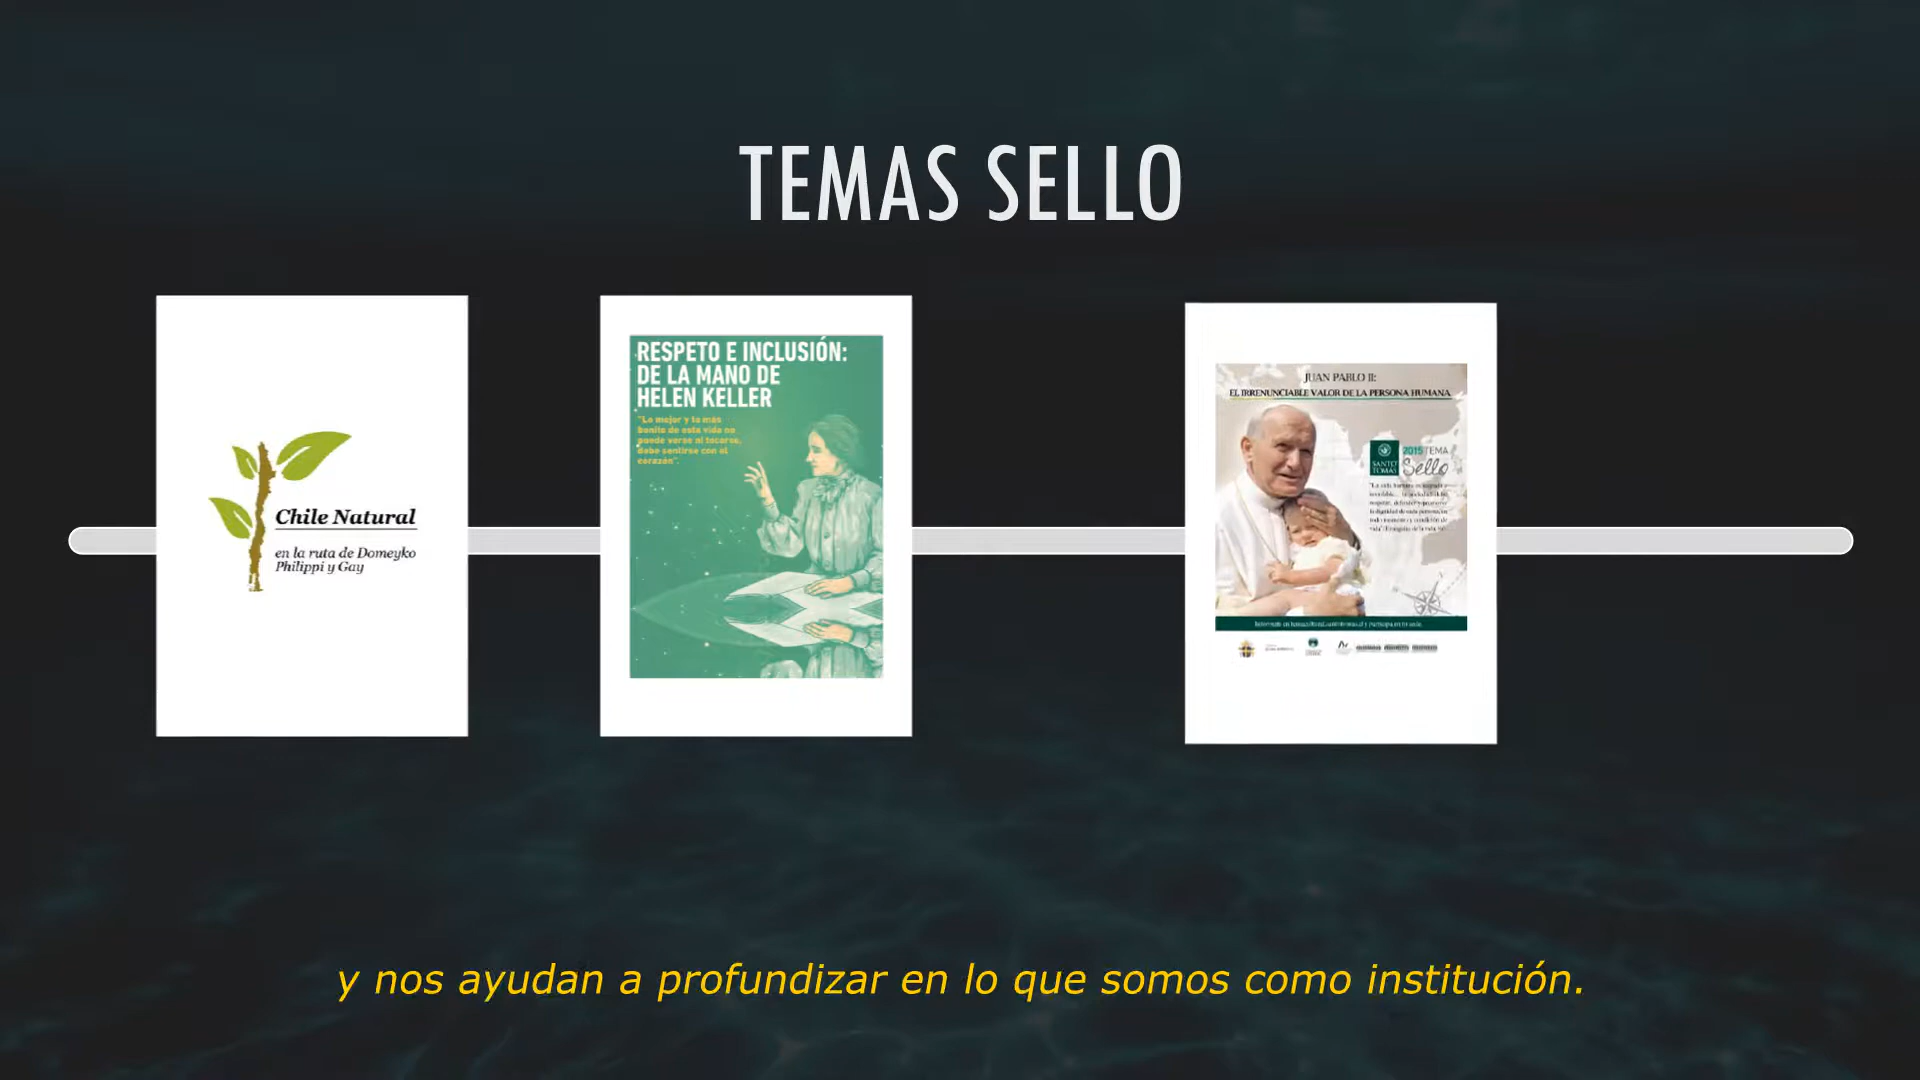 TEMAS SELLO
Chile Natural
en la ruta de Domeyko
Philippi y Gay
RESPETO E INCLUSIÓN:
DE LA MANO DE
HELEN KELLER
"Lo mejor y lo más
bonito de esta vida no
puede verse ni tocarse,
debe sentirse con el
corazón".
JUAN PABLO II:
EL IRRENUNCIABLE VALOR DE LA PERSONA HUMANA
SANTO TOMAS
2015 TEMA
Sello
y nos ayudan a profundizar en lo que somos como institución.